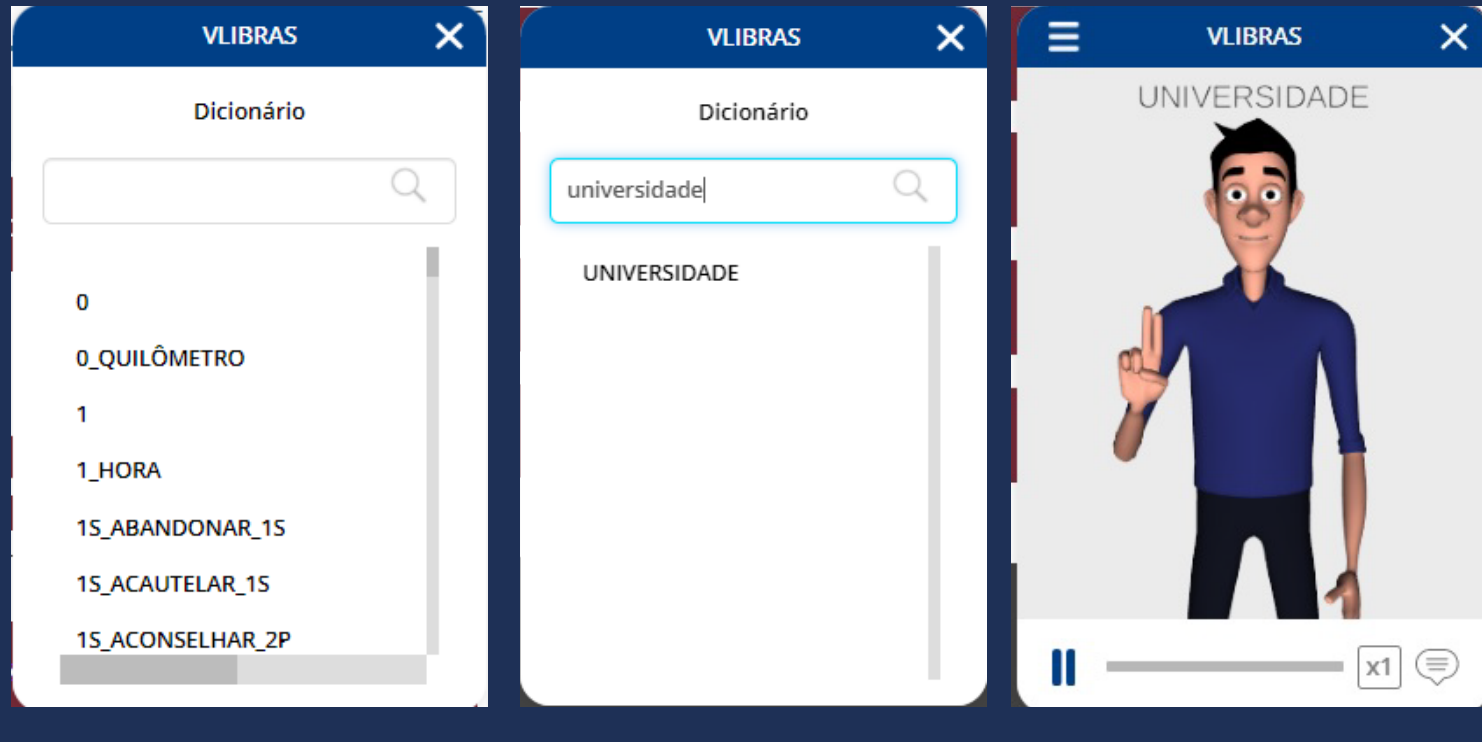 VLIBRAS
Dicionário
0
0_QUILÔMETRO
1
1_HORA
1S_ABANDONAR_1S
1S_ACAUTELAR_1S
1S_ACONSELHAR_2P
VLIBRAS
Dicionário
universidade
UNIVERSIDADE
VLIBRAS
UNIVERSIDADE
x1